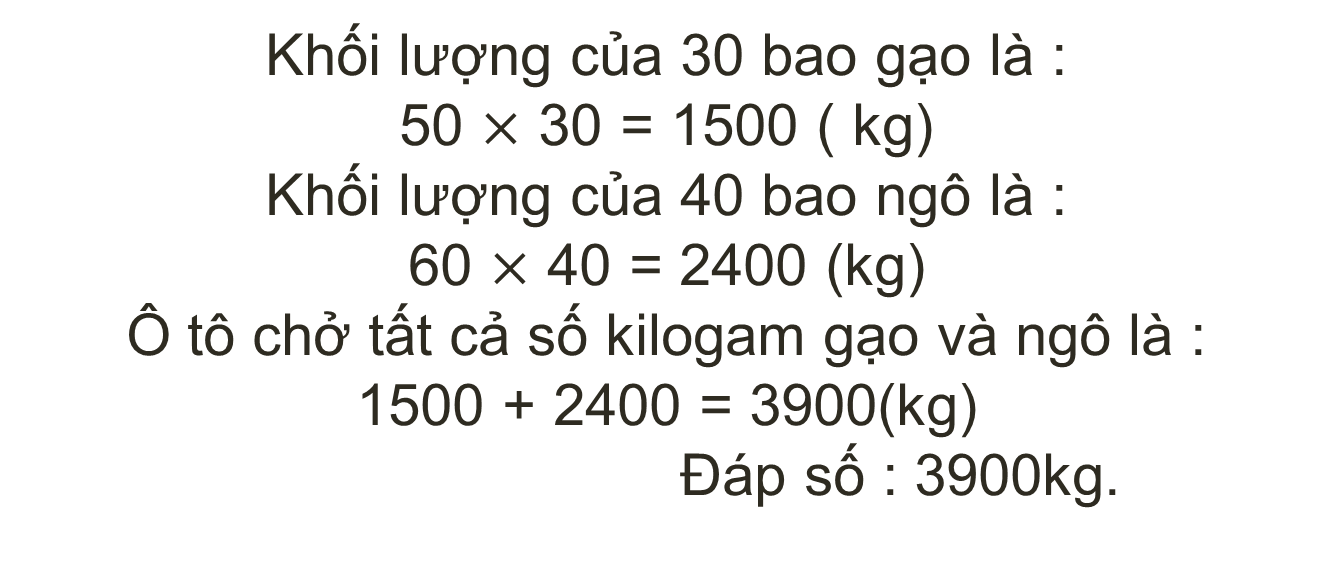 Khối lượng của 30 bao gạo là :
50 × 30 = 1500 ( kg)
Khối lượng của 40 bao ngô là :
60 × 40 = 2400 (kg)
Ô tô chở tất cả số kilogam gạo và ngô là :
1500 + 2400 = 3900(kg)
Đáp số : 3900kg.